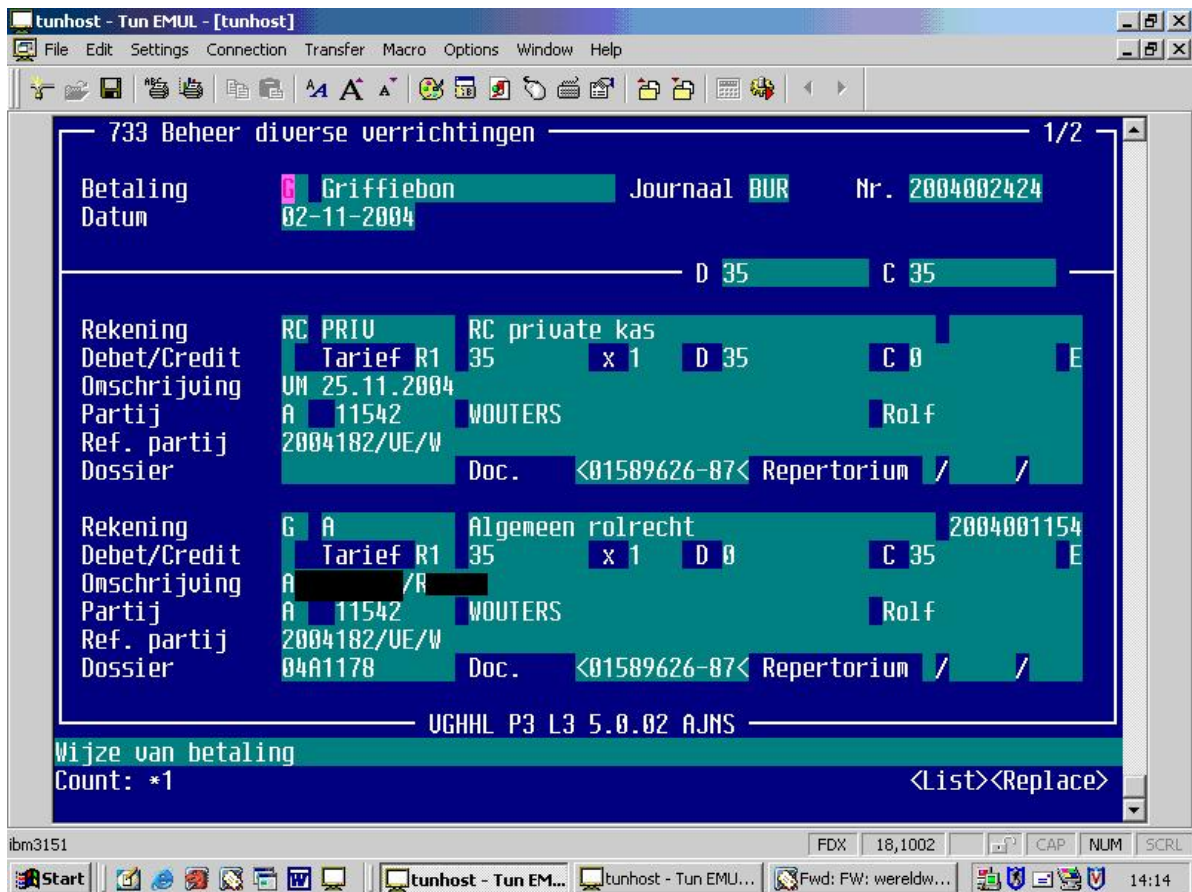 tunhost - Tun EMUL - [tunhost]
File Edit Settings Connection Transfer Macro Options Window Help
733 Beheer diverse verrichtingen 1/2
Betaling G Griffiebon Journaal BUR Nr. 2004002424
Datum 02-11-2004
D 35 C 35
Rekening RC PRIV RC private kas
Debet/Credit Tarief R1 35 x 1 D 35 C 0 E
Omschrijving VM 25.11.2004
Partij A 11542 WOUTERS Rolf
Ref. partij 2004182/VE/W
Dossier Doc. <01589626-87< Repertorium / /
Rekening G A Algemeen rolrecht 2004001154
Debet/Credit Tarief R1 35 x 1 D 0 C 35 E
Omschrijving A /R
Partij A 11542 WOUTERS Rolf
Ref. partij 2004182/VE/W
Dossier 04A1178 Doc. <01589626-87< Repertorium / /
VGHHL P3 L3 5.0.02 AJNS
Wijze van betaling
Count: *1 <List><Replace>
ibm3151 FDX 18,1002 CAP NUM SCRL
Start tunhost - Tun EM... tunhost - Tun EMU... Fwd: FW: wereldw... 14:14